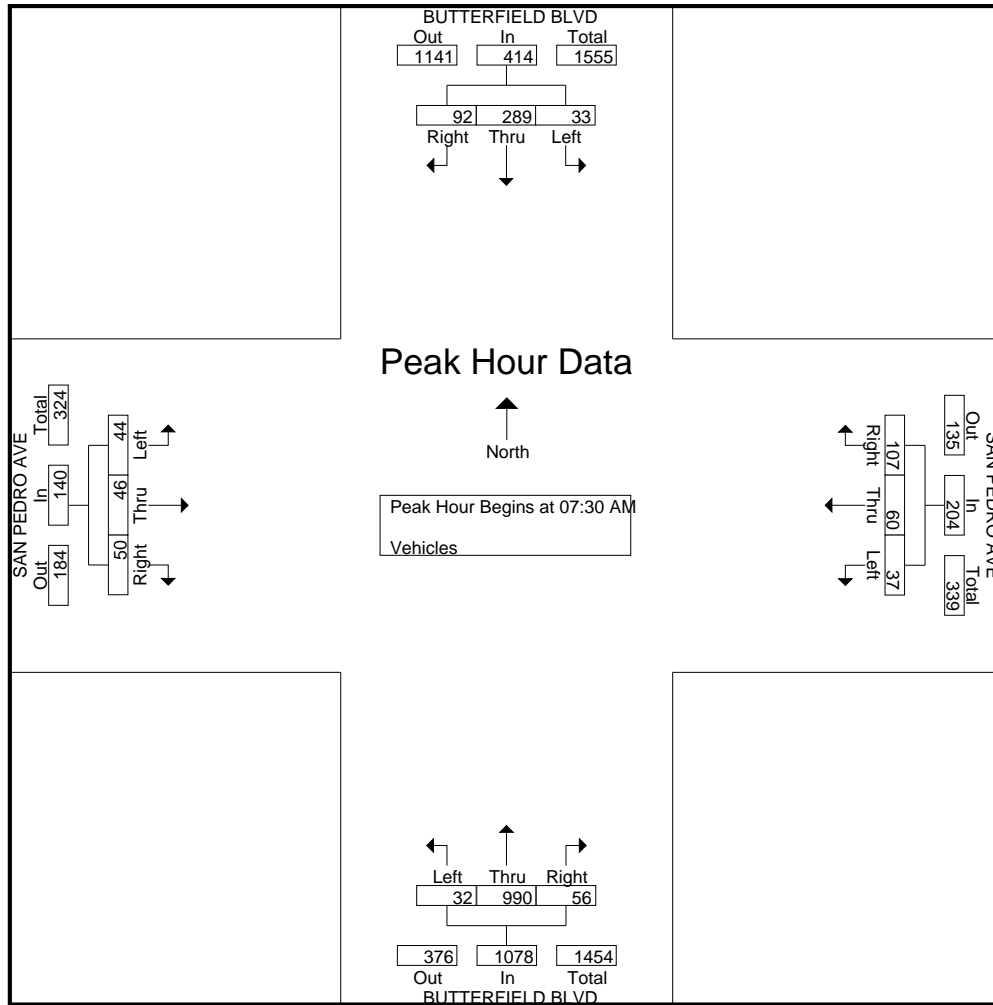 BUTTERFIELD BLVD
Out In Total
1141 414 1555
92 289 33
Right Thru Left
Peak Hour Data
North
Peak Hour Begins at 07:30 AM
Vehicles
SAN PEDRO AVE
Out In Total
184 140 324
44 46 50
Left Thru Right
Right Thru Left
107 60 37
135 204 339
Out In Total
SAN PEDRO AVE
Left Thru Right
32 990 56
376 1078 1454
Out In Total
BUTTERFIELD BLVD